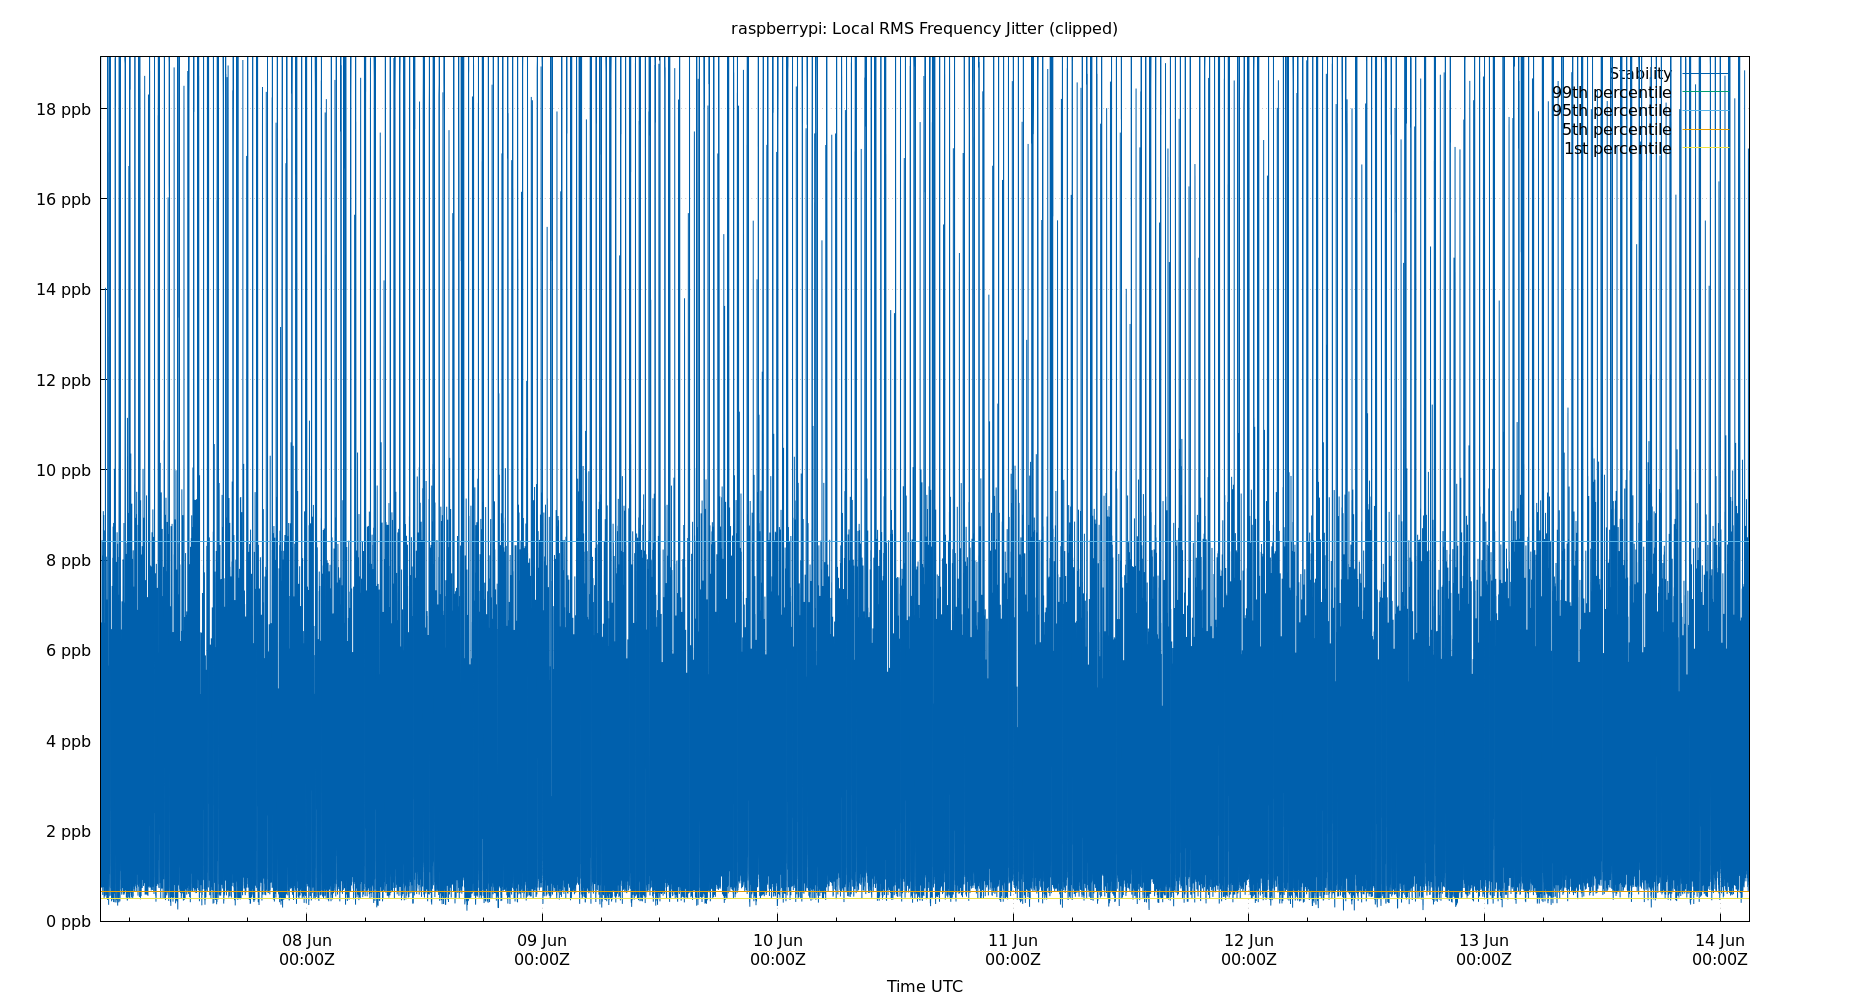 raspberrypi: Local RMS Frequency Jitter (clipped)
Stability
99th percentile
95th percentile
5th percentile
1st percentile
18 ppb
16 ppb
14 ppb
12 ppb
10 ppb
8 ppb
6 ppb
4 ppb
2 ppb
0 ppb
08 Jun 09 Jun 10 Jun 11 Jun 12 Jun 13 Jun 14 Jun
00:00Z 00:00Z 00:00Z 00:00Z 00:00Z 00:00Z 00:00Z
Time UTC